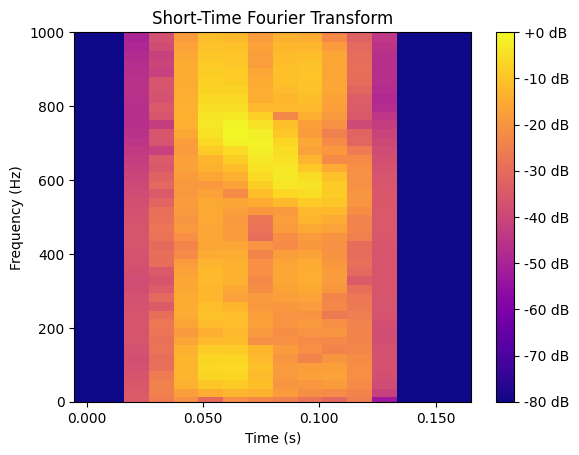 Short-Time Fourier Transform
1000
800
600
400
200
0
Frequency (Hz)
0.000
0.050
0.100
0.150
Time (s)
+0 dB
-10 dB
-20 dB
-30 dB
-40 dB
-50 dB
-60 dB
-70 dB
-80 dB